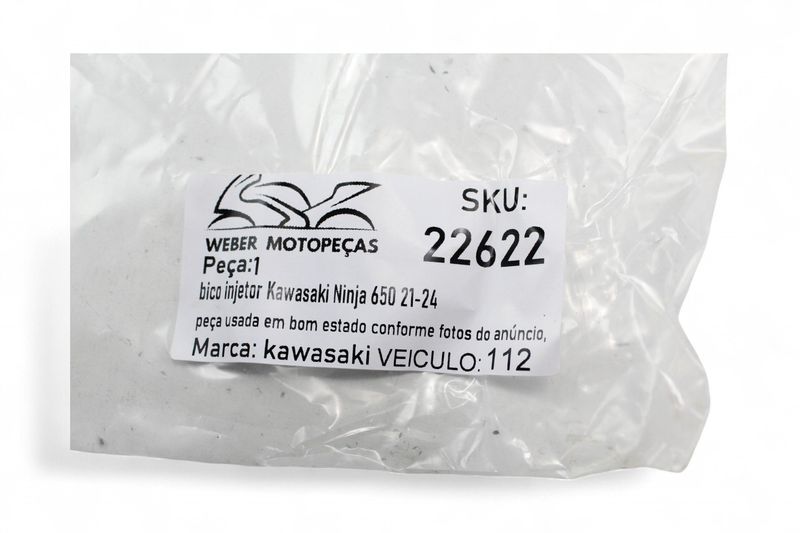 WEBER MOTOPEÇAS
SKU:
22622
Peça:1
bico injetor Kawasaki Ninja 650 21-24
peça usada em bom estado conforme fotos do anúncio,
Marca: kawasaki VEICULO: 112